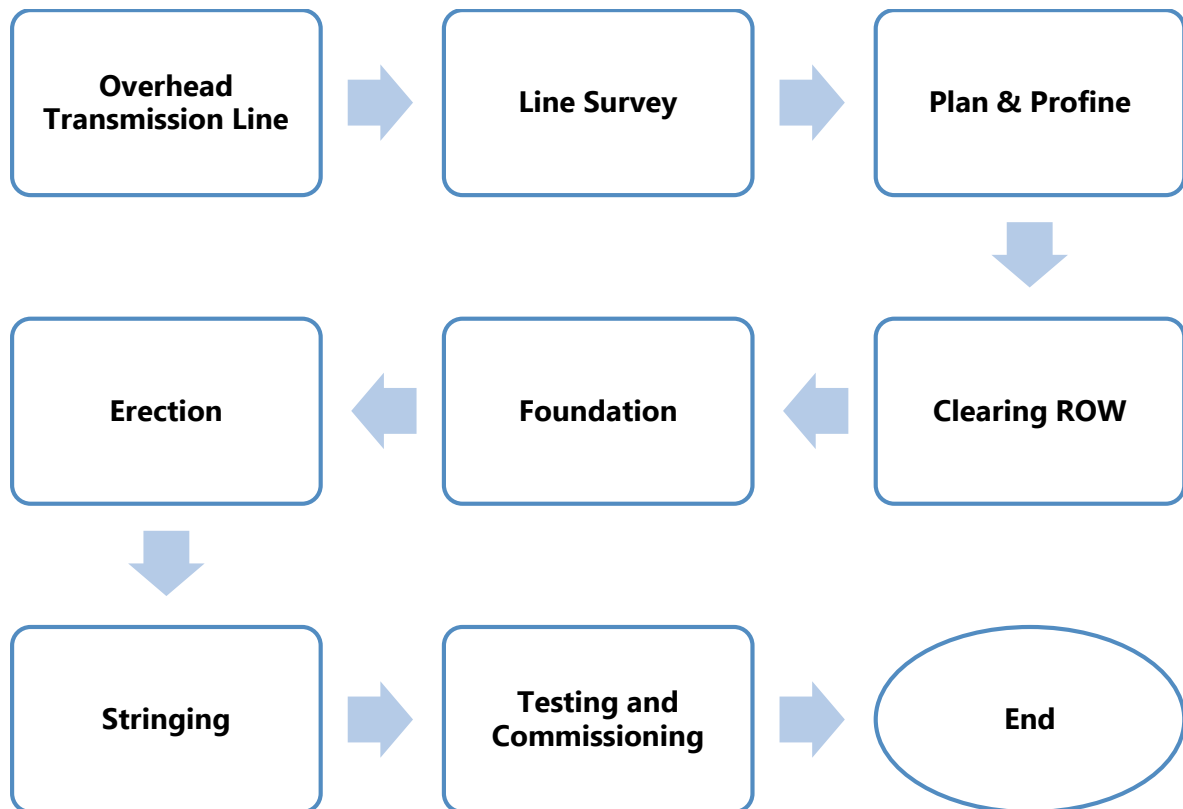 Overhead
Transmission Line
Line Survey
Plan & Profine
Clearing ROW
Foundation
Erection
Stringing
Testing and
Commissioning
End